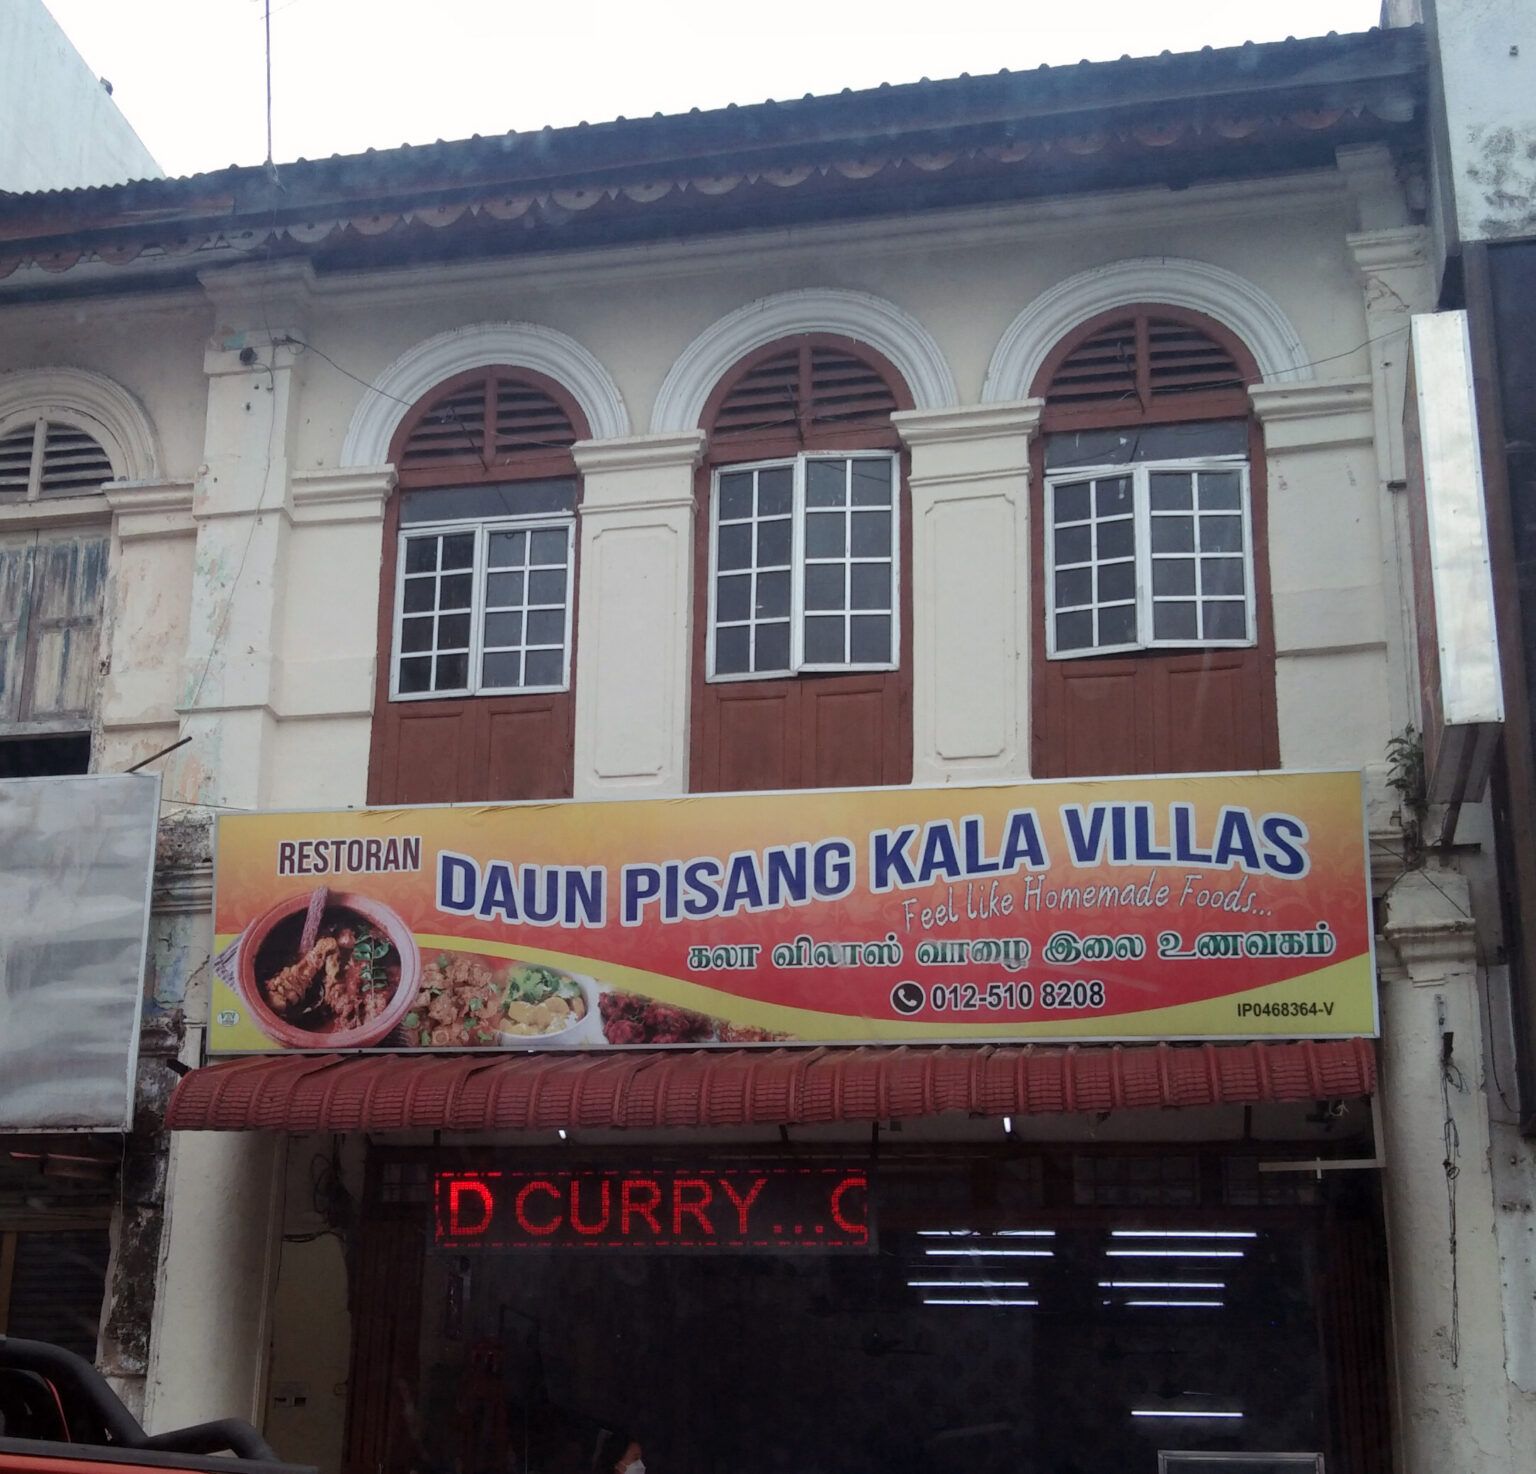 RESTORAN
DAUN PISANG KALA VILLAS
Feel like Homemade Foods...
கலா விலாஸ் வாழை இலை உணவகம்
012-510 8208
IP0468364-V
D CURRY...C